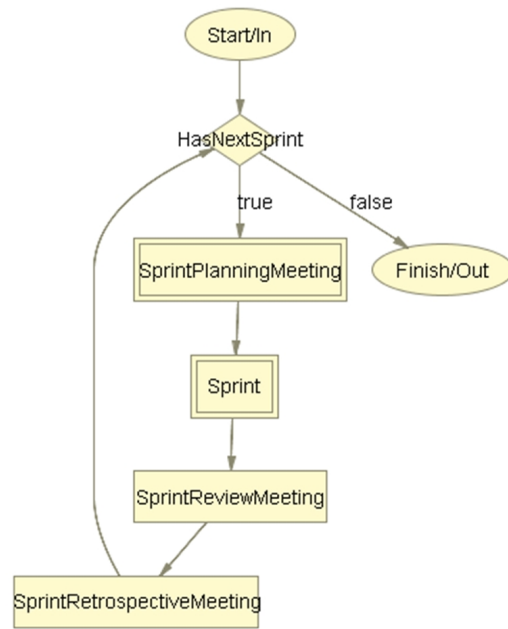 Start/In
HasNextSprint
true
false
SprintPlanningMeeting
Finish/Out
Sprint
SprintReviewMeeting
SprintRetrospectiveMeeting